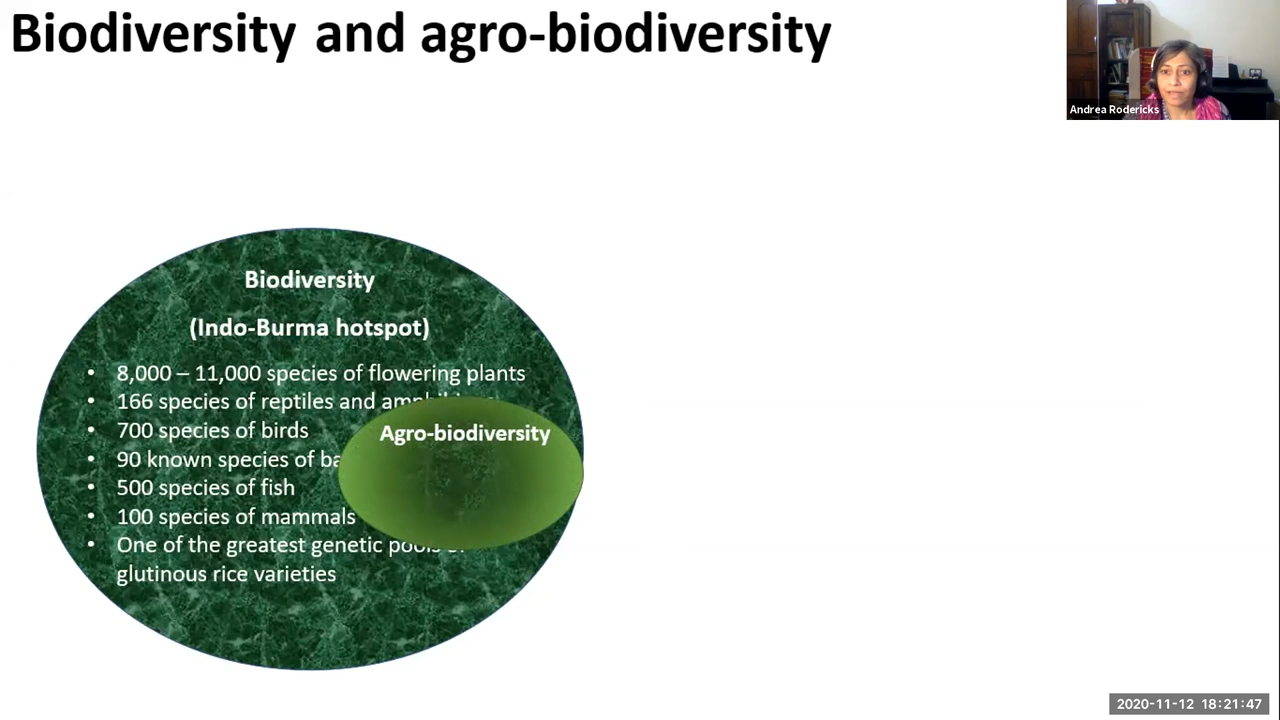 Biodiversity and agro-biodiversity
Andrea Rodericks
Biodiversity
(Indo-Burma hotspot)
• 8,000 – 11,000 species of flowering plants
• 166 species of reptiles and
• 700 species of birds
• 90 known species of
• 500 species of fish
• 100 species of mammals
• One of the greatest genetic pools of
glutinous rice varieties
Agro-biodiversity
2020-11-12 18:21:47